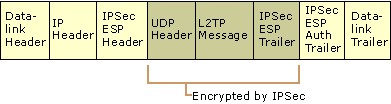 Data-link Header
IP Header
IPSec ESP Header
UDP Header
L2TP Message
IPSec ESP Trailer
IPSec ESP Auth Trailer
Data-link Trailer
Encrypted by IPSec